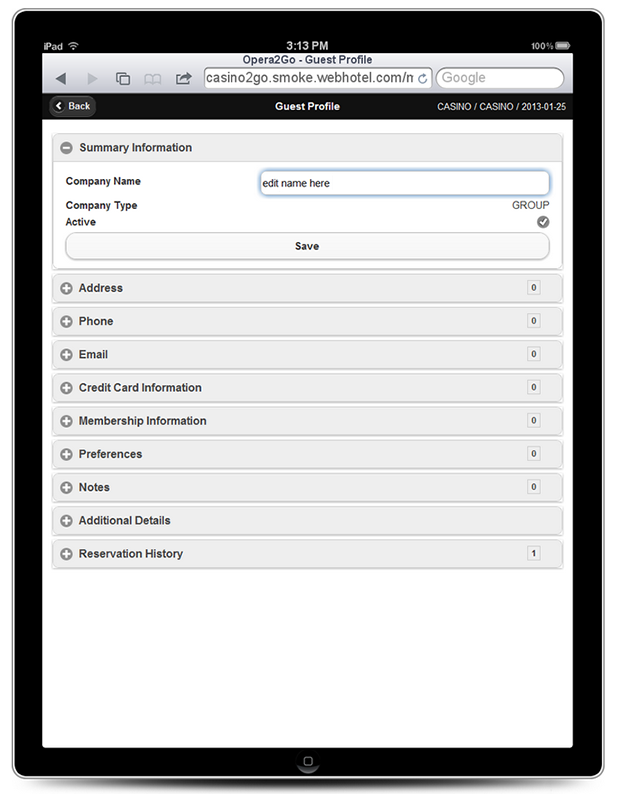 iPad 3:13 PM 100%
Opera2Go - Guest Profile
casino2go.smoke.webhotel.com/m Google
Back Guest Profile CASINO / CASINO / 2013-01-25
Summary Information
Company Name edit name here
Company Type GROUP
Active
Save
Address 0
Phone 0
Email 0
Credit Card Information 0
Membership Information 0
Preferences 0
Notes 0
Additional Details
Reservation History 1